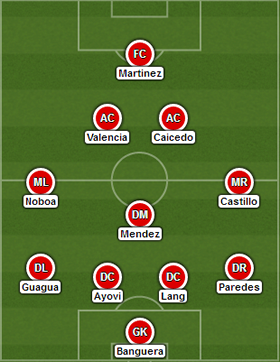 FC
Martinez
AC AC
Valencia Caicedo
ML MR
Noboa Castillo
DM
Mendez
DL DR
Guagua Paredes
DC DC
Ayovi Lang
GK
Banguera